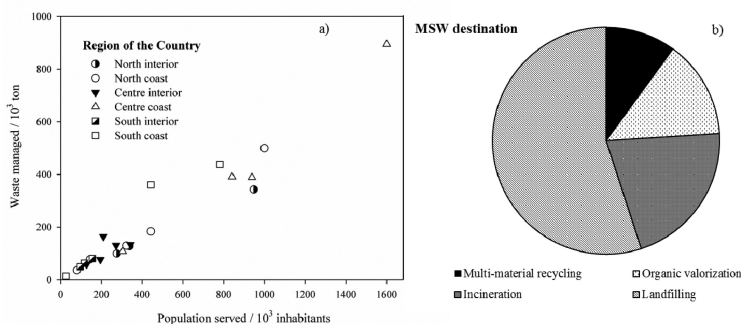 a)
Region of the Country
North interior
North coast
Centre interior
Centre coast
South interior
South coast
Waste managed / 10³ ton
1000
800
600
400
200
0
0 200 400 600 800 1000 1200 1400 1600
Population served / 10³ inhabitants
MSW destination
b)
Multi-material recycling
Organic valorization
Incineration
Landfilling